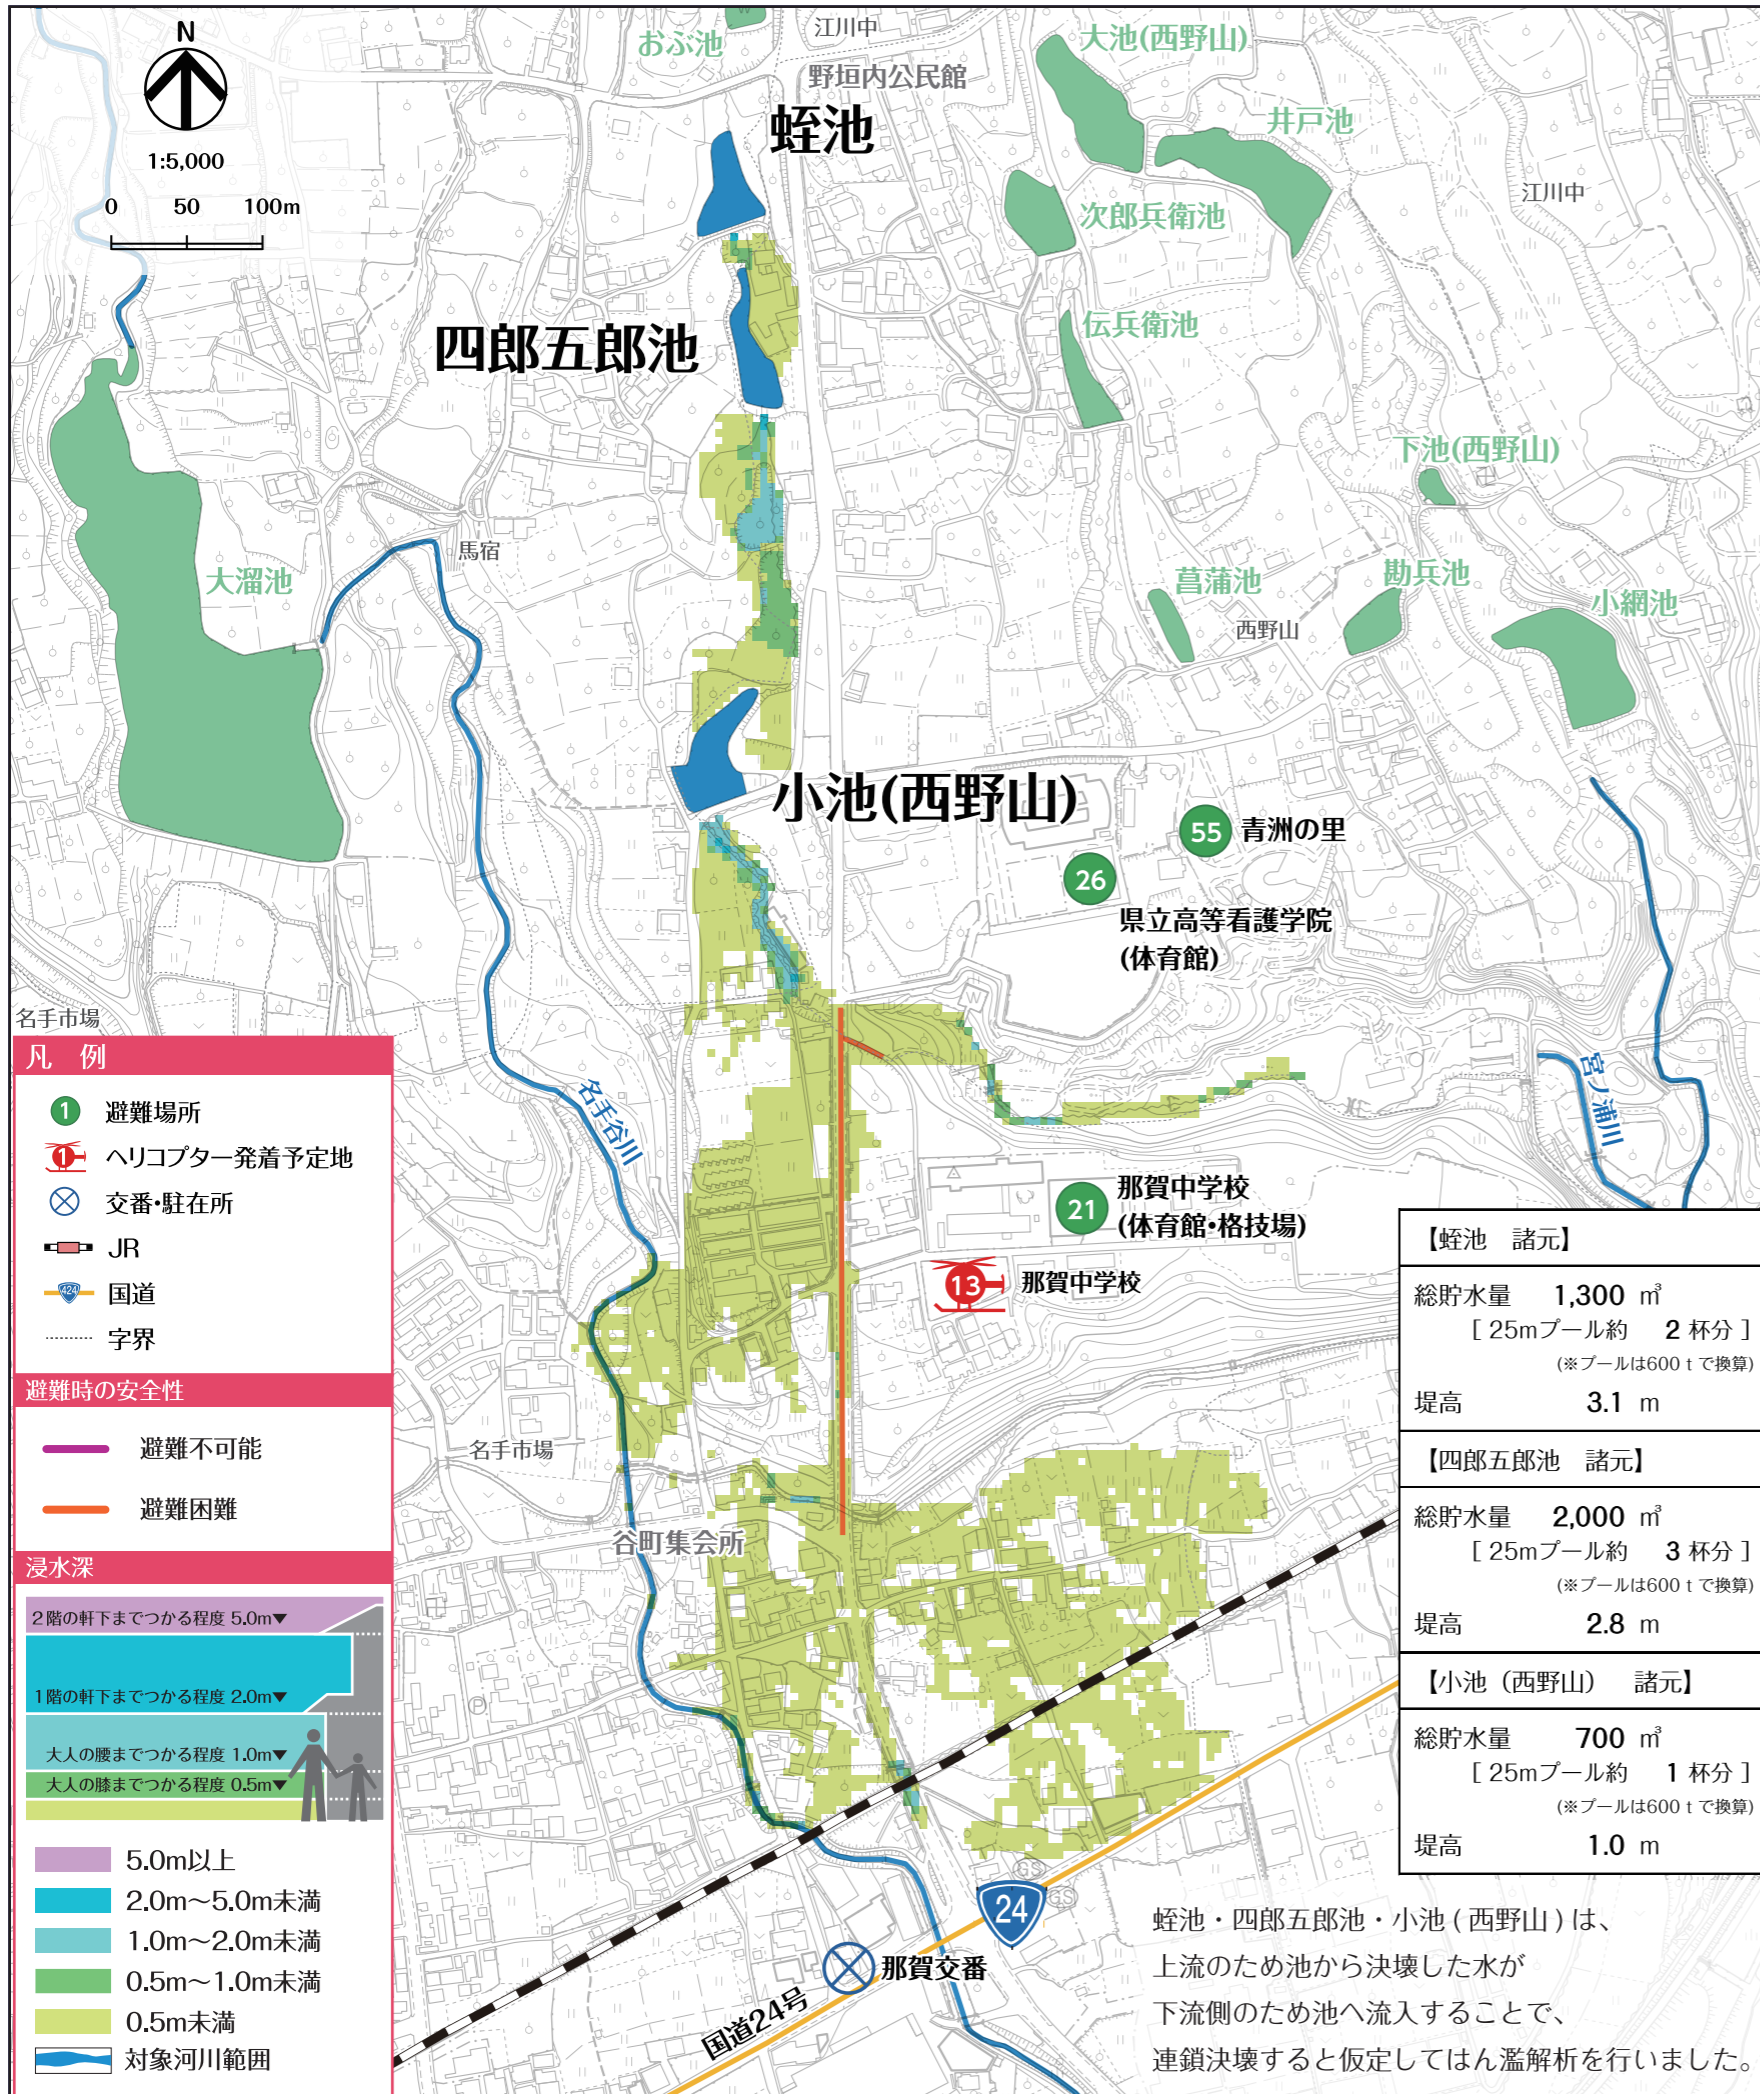 N
1:5,000
0 50 100m
おぶ池
江川中
野垣内公民館
蛭池
大池(西野山)
井戸池
江川中
次郎兵衛池
四郎五郎池
伝兵衛池
下池(西野山)
馬宿
大溜池
菖蒲池
勘兵池
西野山
小網池
小池(西野山)
55 青洲の里
26
県立高等看護学院
(体育館)
W
名手市場
名手谷川
宮ノ浦川
21 那賀中学校
(体育館・格技場)
13 那賀中学校
名手市場
谷町集会所
P
GS
GS
24
那賀交番
国道24号
凡 例
1 避難場所
1 ヘリコプター発着予定地
交番・駐在所
JR
424 国道
字界
避難時の安全性
避難不可能
避難困難
浸水深
2階の軒下までつかる程度 5.0m▼
1階の軒下までつかる程度 2.0m▼
大人の腰までつかる程度 1.0m▼
大人の膝までつかる程度 0.5m▼
5.0m以上
2.0m～5.0m未満
1.0m～2.0m未満
0.5m～1.0m未満
0.5m未満
対象河川範囲
【蛭池 諸元】
総貯水量 1,300 ㎥
[ 25mプール約 2 杯分 ]
(※プールは600 t で換算)
堤高 3.1 m
【四郎五郎池 諸元】
総貯水量 2,000 ㎥
[ 25mプール約 3 杯分 ]
(※プールは600 t で換算)
堤高 2.8 m
【小池（西野山） 諸元】
総貯水量 700 ㎥
[ 25mプール約 1 杯分 ]
(※プールは600 t で換算)
堤高 1.0 m
蛭池・四郎五郎池・小池 ( 西野山 ) は、
上流のため池から決壊した水が
下流側のため池へ流入することで、
連鎖決壊すると仮定してはん濫解析を行いました。